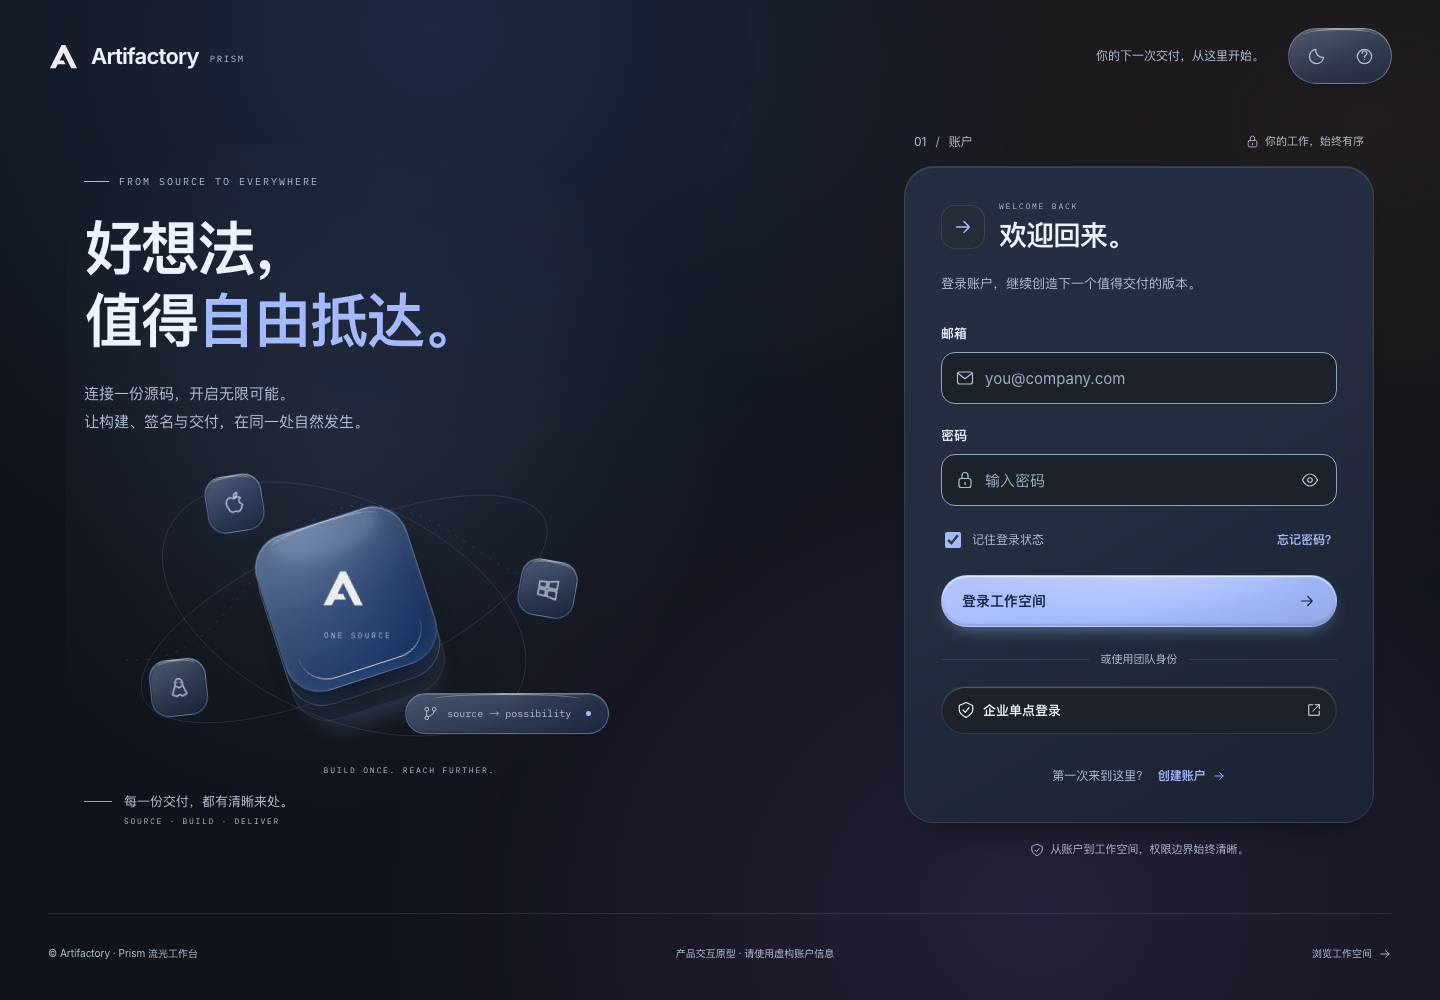 Artifactory PRISM
你的下一次交付，从这里开始。
FROM SOURCE TO EVERYWHERE
好想法，
值得自由抵达。
连接一份源码，开启无限可能。
让构建、签名与交付，在同一处自然发生。
ONE SOURCE
source → possibility
BUILD ONCE. REACH FURTHER.
每一份交付，都有清晰来处。
SOURCE · BUILD · DELIVER
01 / 账户
你的工作，始终有序
WELCOME BACK
欢迎回来。
登录账户，继续创造下一个值得交付的版本。
邮箱
you@company.com
密码
输入密码
记住登录状态
忘记密码?
登录工作空间
或使用团队身份
企业单点登录
第一次来到这里? 创建账户
从账户到工作空间，权限边界始终清晰。
© Artifactory · Prism 流光工作台
产品交互原型 · 请使用虚构账户信息
浏览工作空间